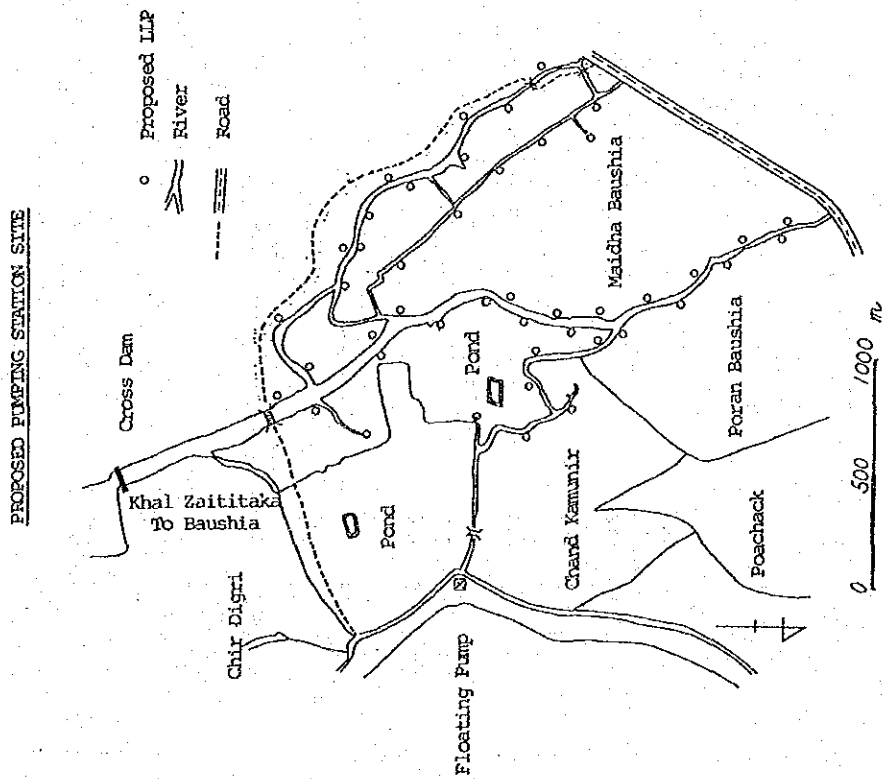 PROPOSED PUMPING STATION SITE
Proposed LLP
River
Road
Cross Dam
Khal Zaititaka
To Baushia
Chir Digri
Pond
Pond
Floating Pump
Chand Kamunir
Maidha Baushia
Poran Baushia
Poachack
0 500 1000 m